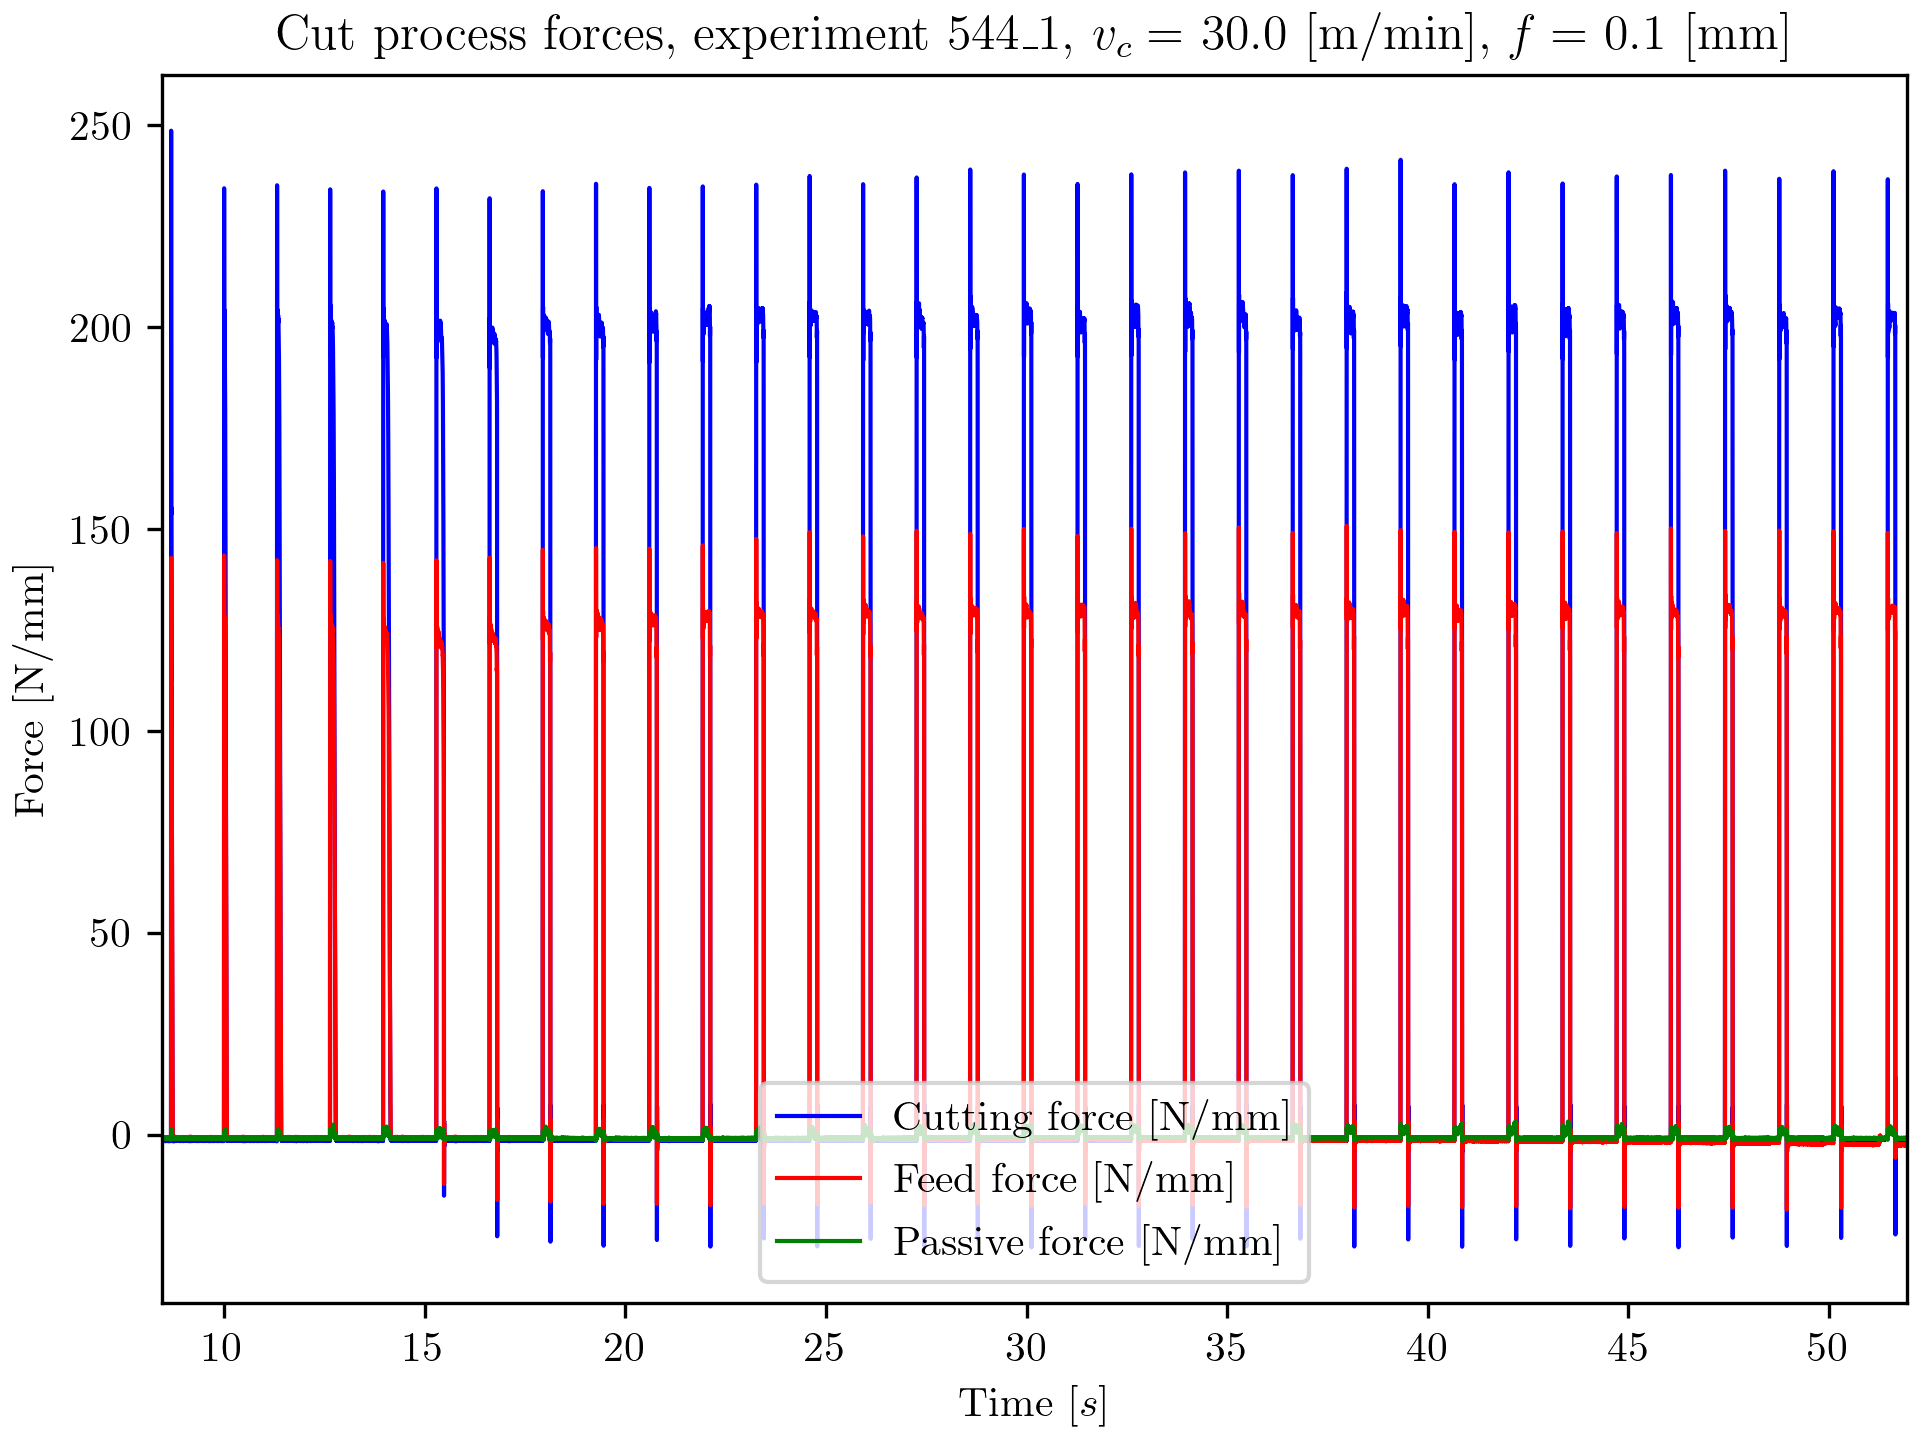 Cut process forces, experiment 544_1, v_c = 30.0 [m/min], f = 0.1 [mm]
250
200
150
100
50
0
Force [N/mm]
Cutting force [N/mm]
Feed force [N/mm]
Passive force [N/mm]
10 15 20 25 30 35 40 45 50
Time [s]